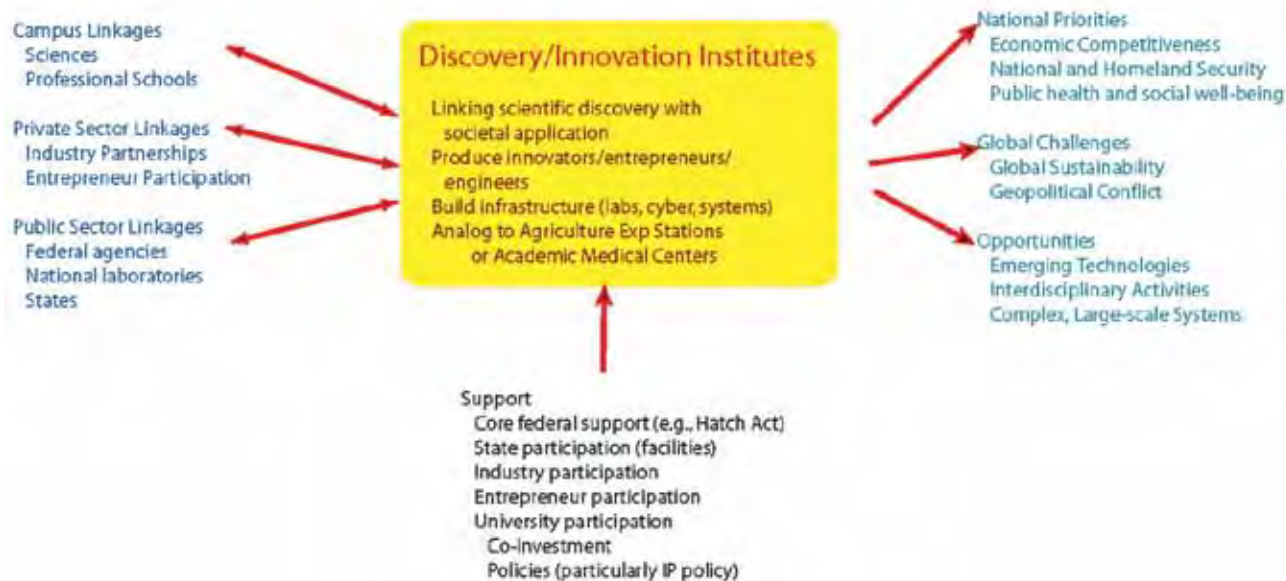 Campus Linkages
Sciences
Professional Schools
Private Sector Linkages
Industry Partnerships
Entrepreneur Participation
Public Sector Linkages
Federal agencies
National laboratories
States
Discovery/Innovation Institutes
Linking scientific discovery with
societal application
Produce innovators/entrepreneurs/
engineers
Build infrastructure (labs, cyber, systems)
Analog to Agriculture Exp Stations
or Academic Medical Centers
National Priorities
Economic Competitiveness
National and Homeland Security
Public health and social well-being
Global Challenges
Global Sustainability
Geopolitical Conflict
Opportunities
Emerging Technologies
Interdisciplinary Activities
Complex, Large-scale Systems
Support
Core federal support (e.g., Hatch Act)
State participation (facilities)
Industry participation
Entrepreneur participation
University participation
Co-investment
Policies (particularly IP policy)